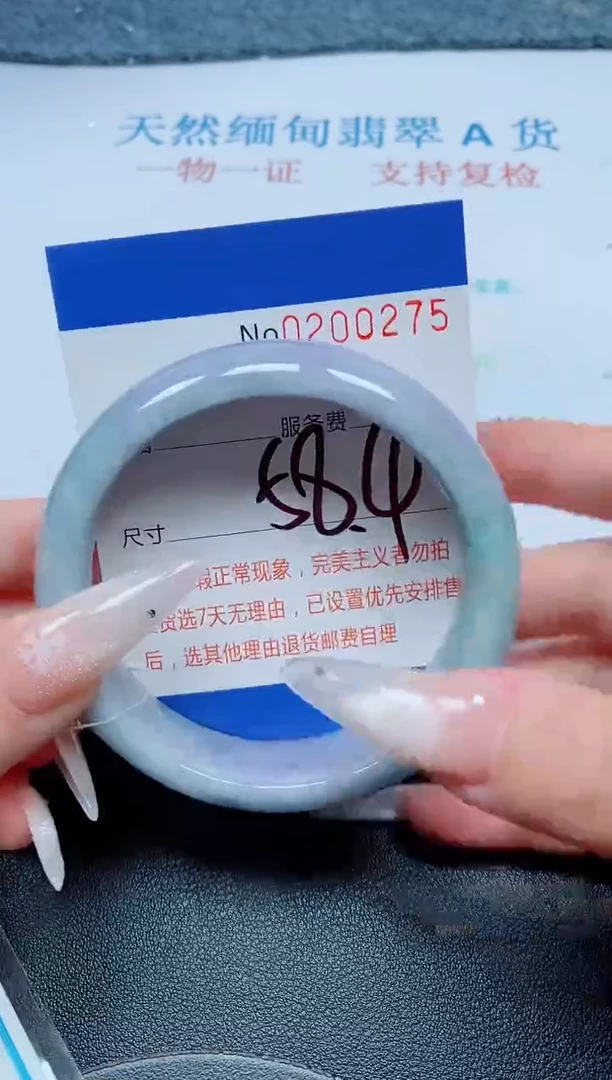 天然缅甸翡翠A货
一物一证 支持复检
No0200275
服务费
58.4
尺寸
瑕正常现象，完美主义者勿拍
货选7天无理由，已设置优先安排售
后，选其他理由退货邮费自理